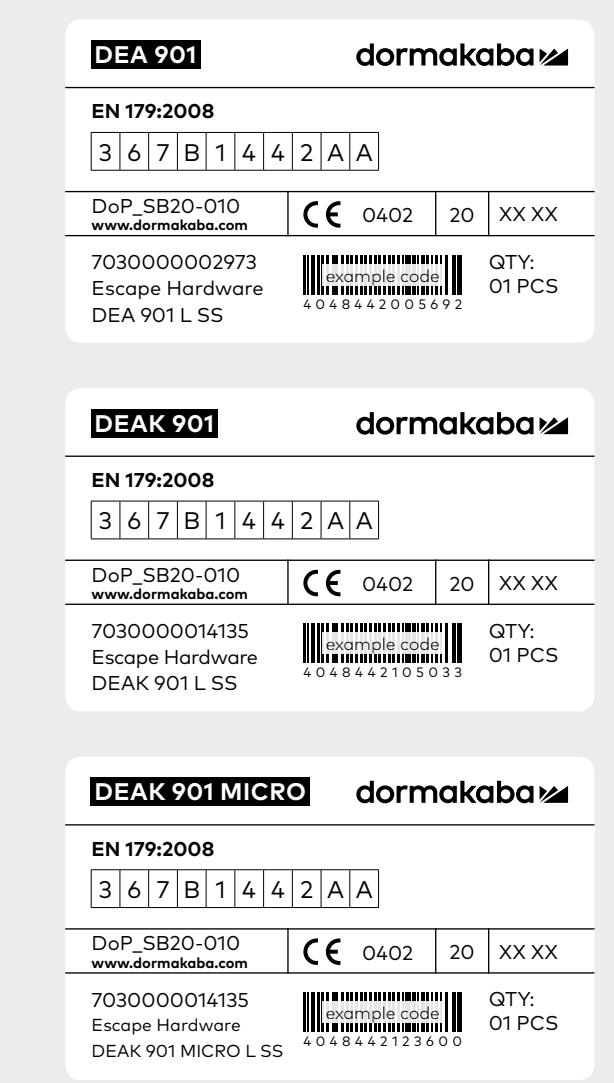 DEA 901 dormakaba
EN 179:2008
3 6 7 B 1 4 4 2 A A
DoP_SB20-010
www.dormakaba.com
CE 0402 20 XX XX
7030000002973
Escape Hardware
DEA 901 L SS
example code
4048442005692
QTY:
01 PCS
DEAK 901 dormakaba
EN 179:2008
3 6 7 B 1 4 4 2 A A
DoP_SB20-010
www.dormakaba.com
CE 0402 20 XX XX
7030000014135
Escape Hardware
DEAK 901 L SS
example code
4048442105033
QTY:
01 PCS
DEAK 901 MICRO dormakaba
EN 179:2008
3 6 7 B 1 4 4 2 A A
DoP_SB20-010
www.dormakaba.com
CE 0402 20 XX XX
7030000014135
Escape Hardware
DEAK 901 MICRO L SS
example code
4048442123600
QTY:
01 PCS